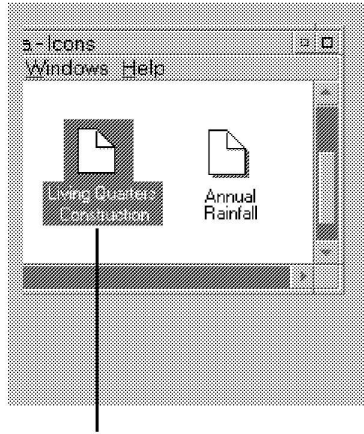 a - Icons
Windows Help
Living Quarters
Construction
Annual
Rainfall